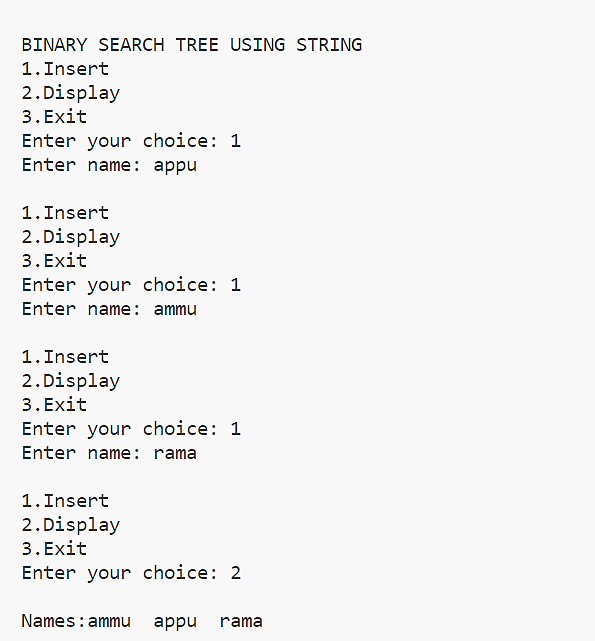 BINARY SEARCH TREE USING STRING
1.Insert
2.Display
3.Exit
Enter your choice: 1
Enter name: appu
1.Insert
2.Display
3.Exit
Enter your choice: 1
Enter name: ammu
1.Insert
2.Display
3.Exit
Enter your choice: 1
Enter name: rama
1.Insert
2.Display
3.Exit
Enter your choice: 2
Names:ammu  appu  rama